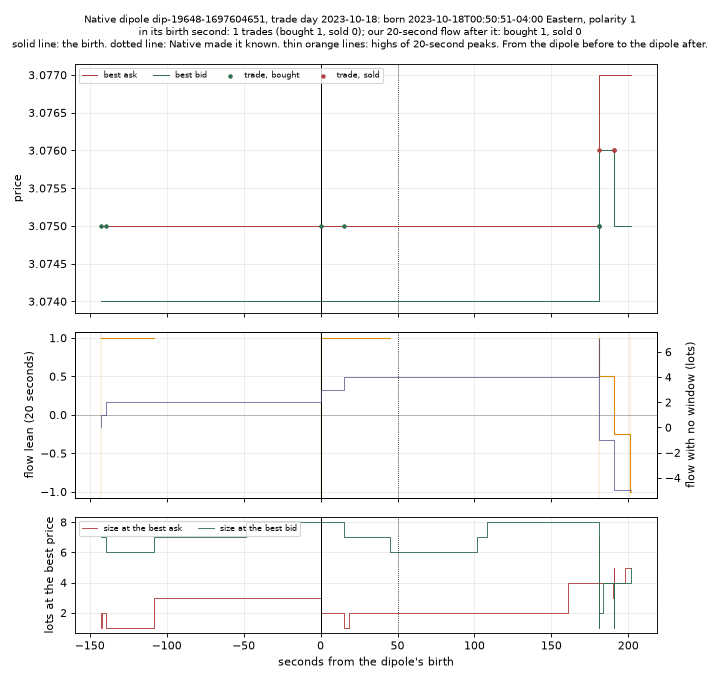 Native dipole dip-19648-1697604651, trade day 2023-10-18: born 2023-10-18T00:50:51-04:00 Eastern, polarity 1
in its birth second: 1 trades (bought 1, sold 0); our 20-second flow after it: bought 1, sold 0
solid line: the birth. dotted line: Native made it known. thin orange lines: highs of 20-second peaks. From the dipole before to the dipole after.
best ask best bid trade, bought trade, sold
3.0770
3.0765
3.0760
3.0755
3.0750
3.0745
3.0740
price
1.0
0.5
0.0
−0.5
−1.0
flow lean (20 seconds)
6
4
2
0
−2
−4
flow with no window (lots)
size at the best ask size at the best bid
8
6
4
2
lots at the best price
−150 −100 −50 0 50 100 150 200
seconds from the dipole's birth